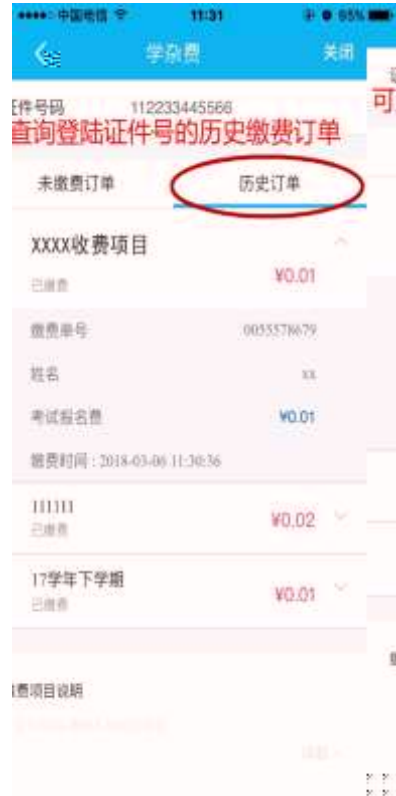 中国电信 11:31 65%
学杂费 关闭
证件号码 112233445566
查询登陆证件号的历史缴费订单
可
未缴费订单 历史订单
XXXX收费项目
已缴费 ¥0.01
缴费单号 0055578679
姓名 xx
考试报名费 ¥0.01
缴费时间 : 2018-03-06 11:30:36
111111
已缴费 ¥0.02
17学年下学期
已缴费 ¥0.01
费项目说明